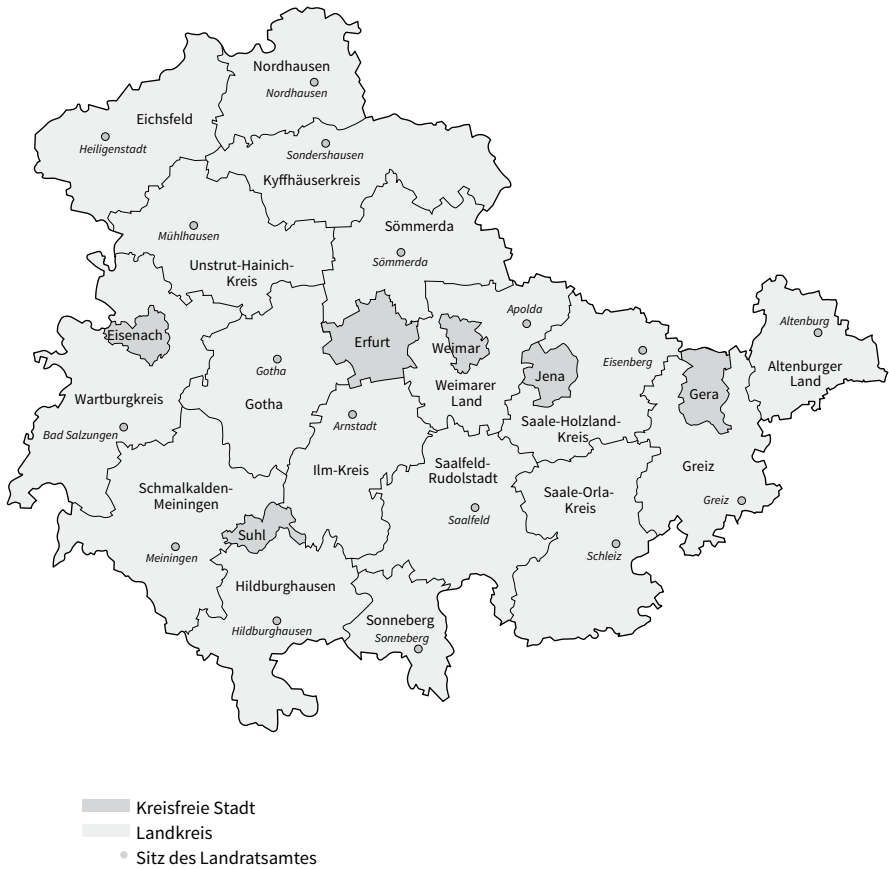 Nordhausen
Nordhausen
Eichsfeld
Heiligenstadt
Sondershausen
Kyffhäuserkreis
Mühlhausen
Unstrut-Hainich-
Kreis
Sömmerda
Sömmerda
Eisenach
Gotha
Gotha
Erfurt
Weimar
Apolda
Weimarer
Land
Jena
Eisenberg
Saale-Holzland-
Kreis
Gera
Altenburg
Altenburger
Land
Wartburgkreis
Bad Salzungen
Arnstadt
Ilm-Kreis
Saalfeld-
Rudolstadt
Saalfeld
Saale-Orla-
Kreis
Schleiz
Greiz
Greiz
Schmalkalden-
Meiningen
Meiningen
Suhl
Hildburghausen
Hildburghausen
Sonneberg
Sonneberg
Kreisfreie Stadt
Landkreis
Sitz des Landratsamtes